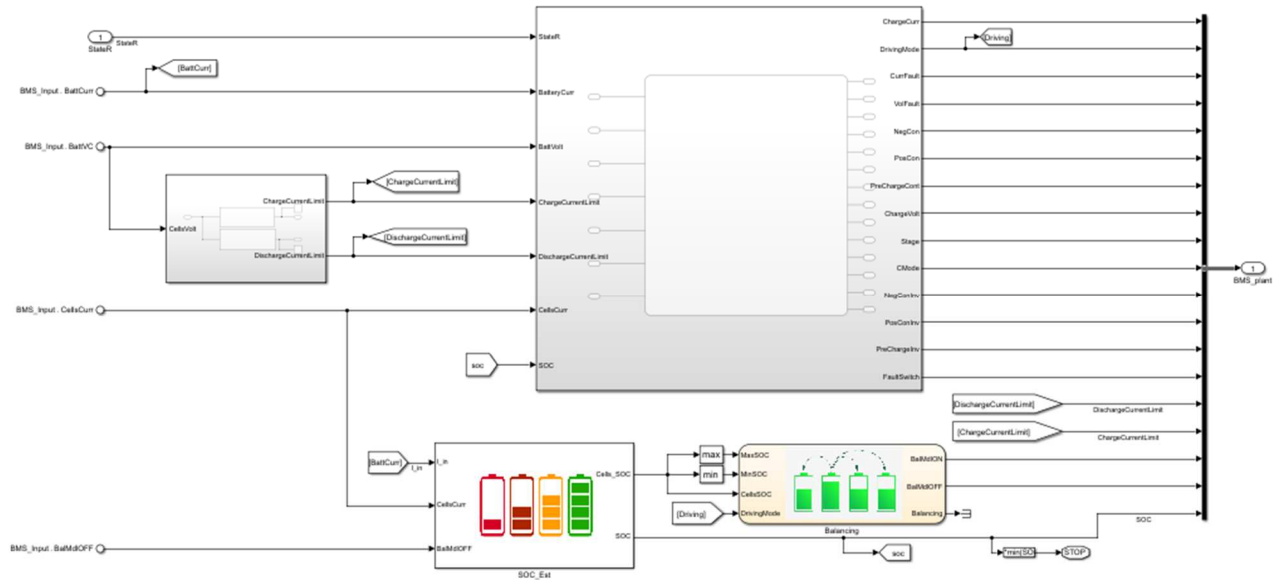 1
StateR
StateR
[BattCurr]
BMS_Input . BattCurr
BMS_Input . BattVC
CellsVolt
ChargeCurrentLimit
DischargeCurrentLimit
[ChargeCurrentLimit]
[DischargeCurrentLimit]
BMS_Input . CellsCurr
soc
StateR
BatteryCurr
BattVolt
ChargeCurrentLimit
DischargeCurrentLimit
CellsCurr
SOC
ChargeCurr
DrivingMode
CurrFault
VolFault
NegCon
PosCon
PreChargeCont
ChargeVolt
Stage
CMode
NegConInv
PosConInv
PreChargeInv
FaultSwitch
[Driving]
[DischargeCurrentLimit]
DischargeCurrentLimit
[ChargeCurrentLimit]
ChargeCurrentLimit
1
BMS_plant
[BattCurr]
I_in
I_in
CellsCurr
BMS_Input . BalMdlOFF
BalMdlOFF
Cells_SOC
SOC
SOC_Est
max
min
[Driving]
MaxSOC
MinSOC
CellsSOC
DrivingMode
BalMdlON
BalMdlOFF
Balancing
Balancing
SOC
soc
STOP